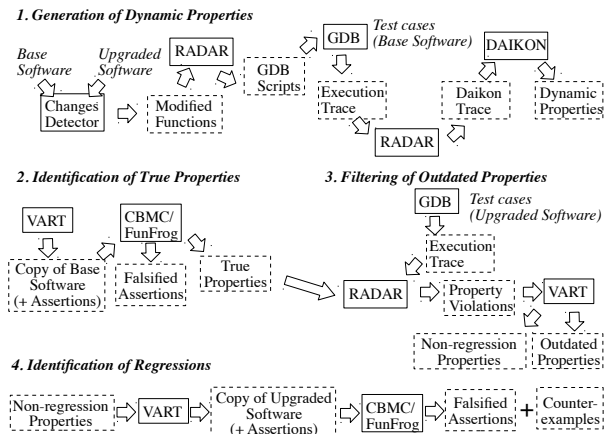 1. Generation of Dynamic Properties
Base
Software
Upgraded
Software
Changes
Detector
Modified
Functions
RADAR
GDB
Scripts
GDB
Test cases
(Base Software)
Execution
Trace
RADAR
Daikon
Trace
DAIKON
Dynamic
Properties
2. Identification of True Properties
VART
Copy of Base
Software
(+ Assertions)
CBMC/
FunFrog
Falsified
Assertions
True
Properties
3. Filtering of Outdated Properties
GDB
Test cases
(Upgraded Software)
Execution
Trace
RADAR
Property
Violations
VART
Non-regression
Properties
Outdated
Properties
4. Identification of Regressions
Non-regression
Properties
VART
Copy of Upgraded
Software
(+ Assertions)
CBMC/
FunFrog
Falsified
Assertions
+
Counter-
examples